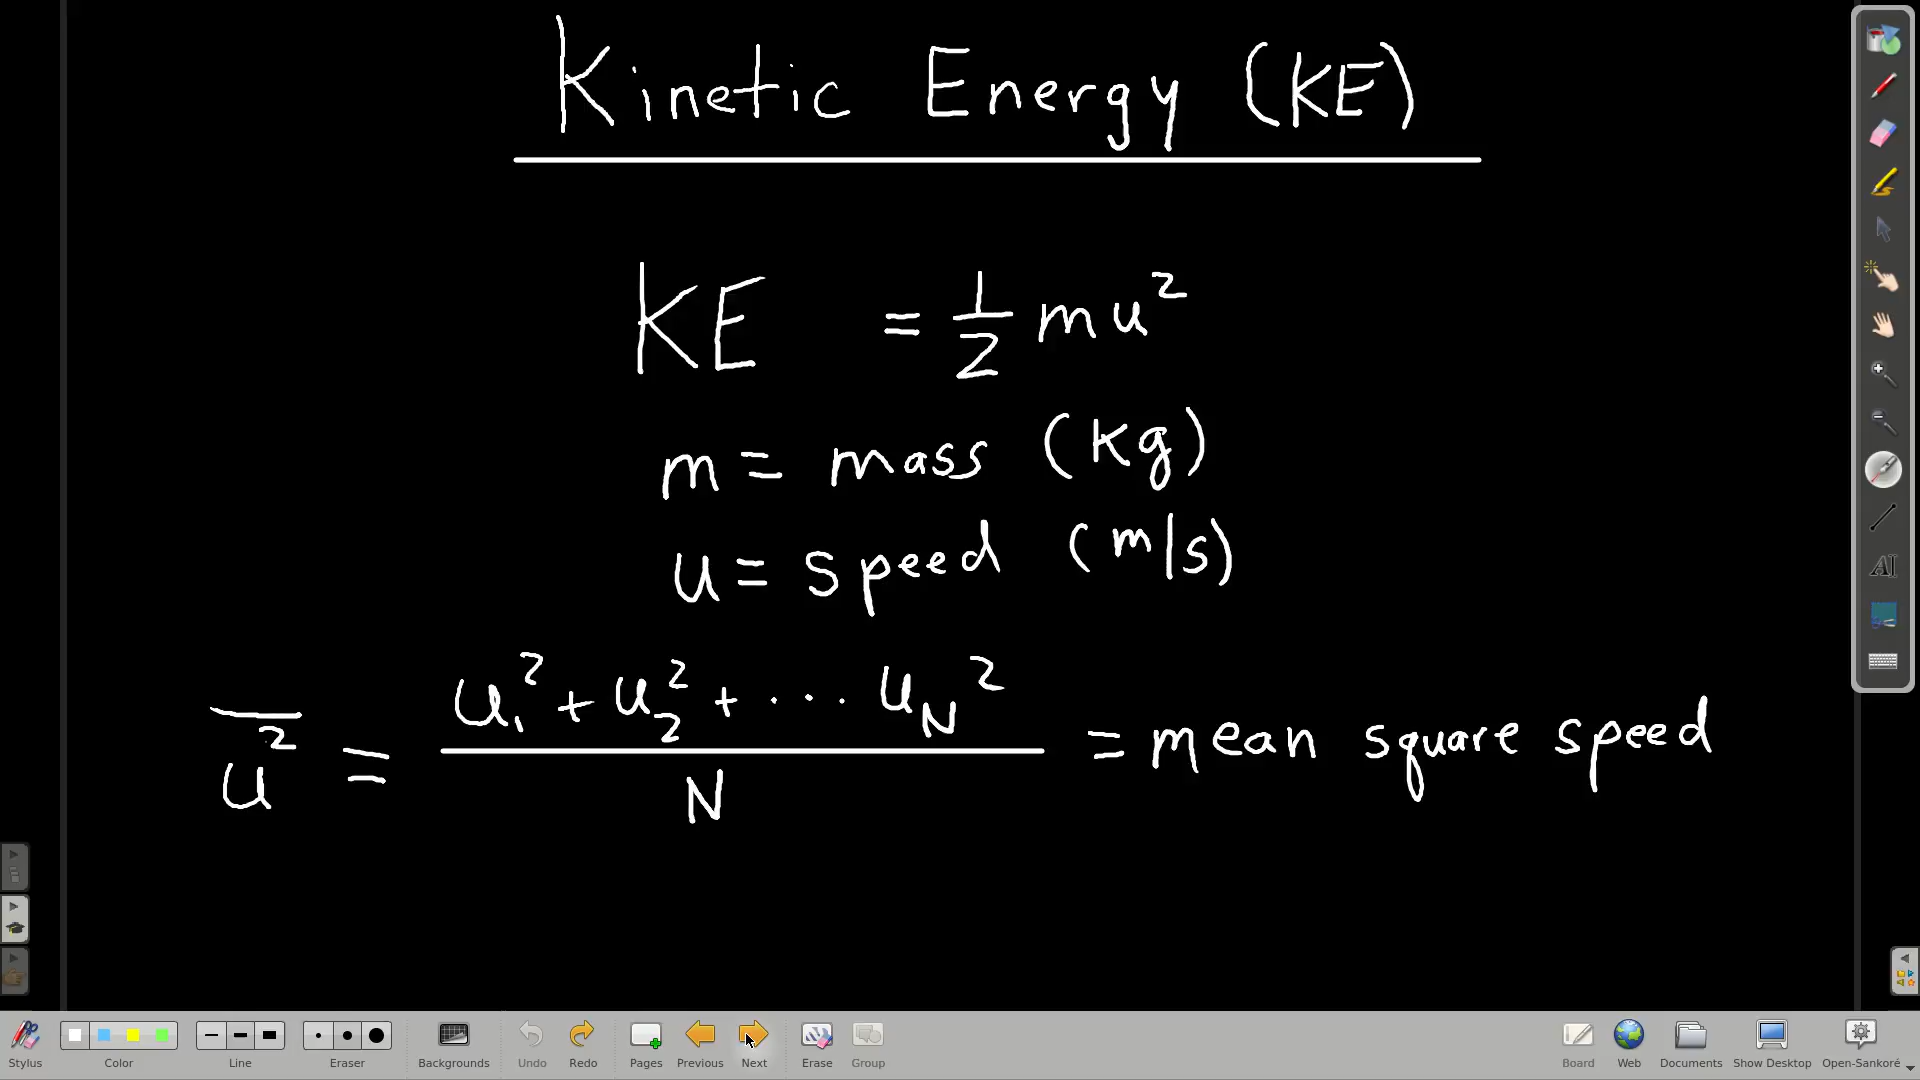 Kinetic Energy (KE)
KE = 1/2 mu²
m = mass (kg)
u = speed (m/s)
u̅² = (u₁² + u₂² + ... u_N²) / N = mean square speed
Stylus Color Line Eraser Backgrounds Undo Redo Pages Previous Next Erase Group Board Web Documents Show Desktop Open-Sankoré